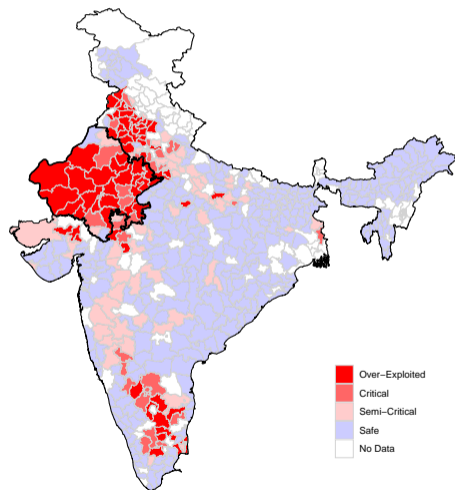 Over−Exploited
Critical
Semi−Critical
Safe
No Data